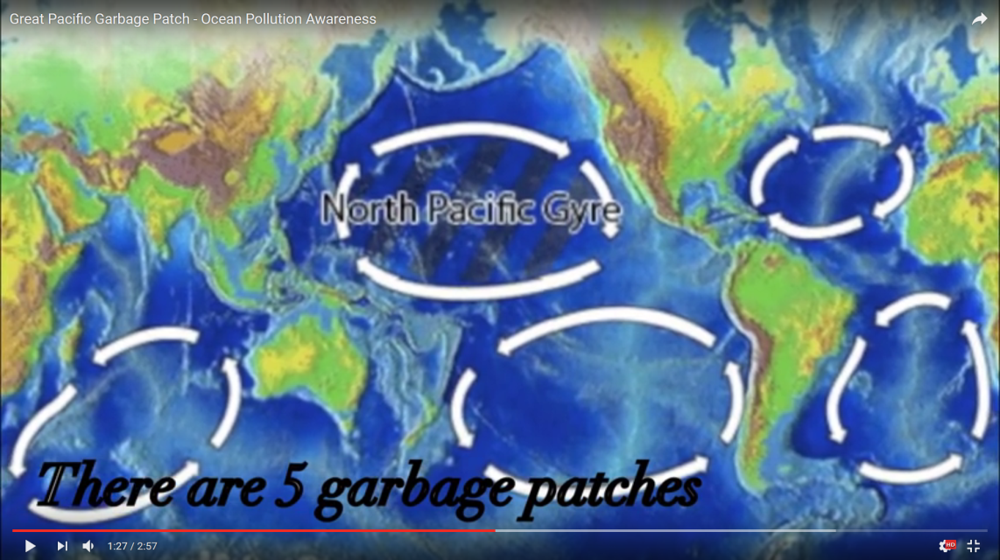 Great Pacific Garbage Patch - Ocean Pollution Awareness
North Pacific Gyre
There are 5 garbage patches
1:27 / 2:57
HD